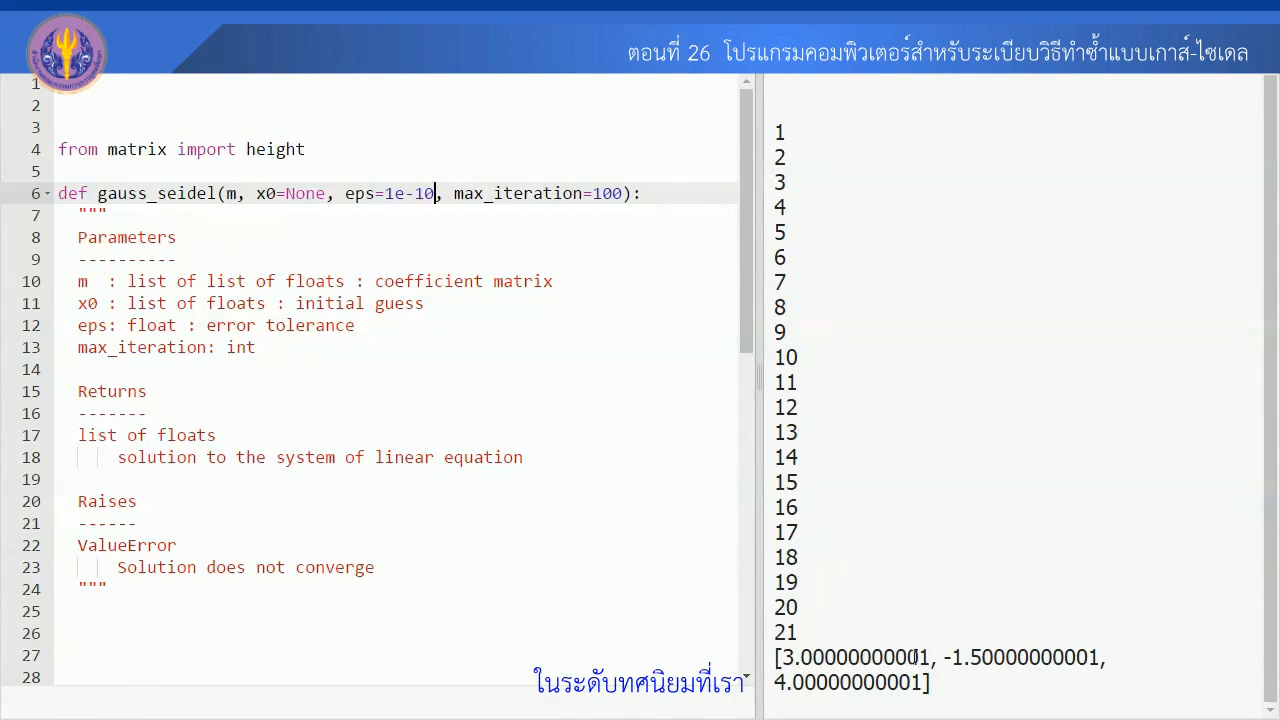 ตอนที่ 26 โปรแกรมคอมพิวเตอร์สำหรับระเบียบวิธีทำซ้ำแบบเกาส์-ไซเดล
1
2
3
4 from matrix import height
5
6 def gauss_seidel(m, x0=None, eps=1e-10, max_iteration=100):
7 """
8 Parameters
9 ----------
10 m  : list of list of floats : coefficient matrix
11 x0 : list of floats : initial guess
12 eps: float : error tolerance
13 max_iteration: int
14
15 Returns
16 -------
17 list of floats
18 solution to the system of linear equation
19
20 Raises
21 ------
22 ValueError
23 Solution does not converge
24 """
25
26
27
28
1
2
3
4
5
6
7
8
9
10
11
12
13
14
15
16
17
18
19
20
21
[3.00000000001, -1.50000000001,
4.00000000001]
ในระดับทศนิยมที่เรา